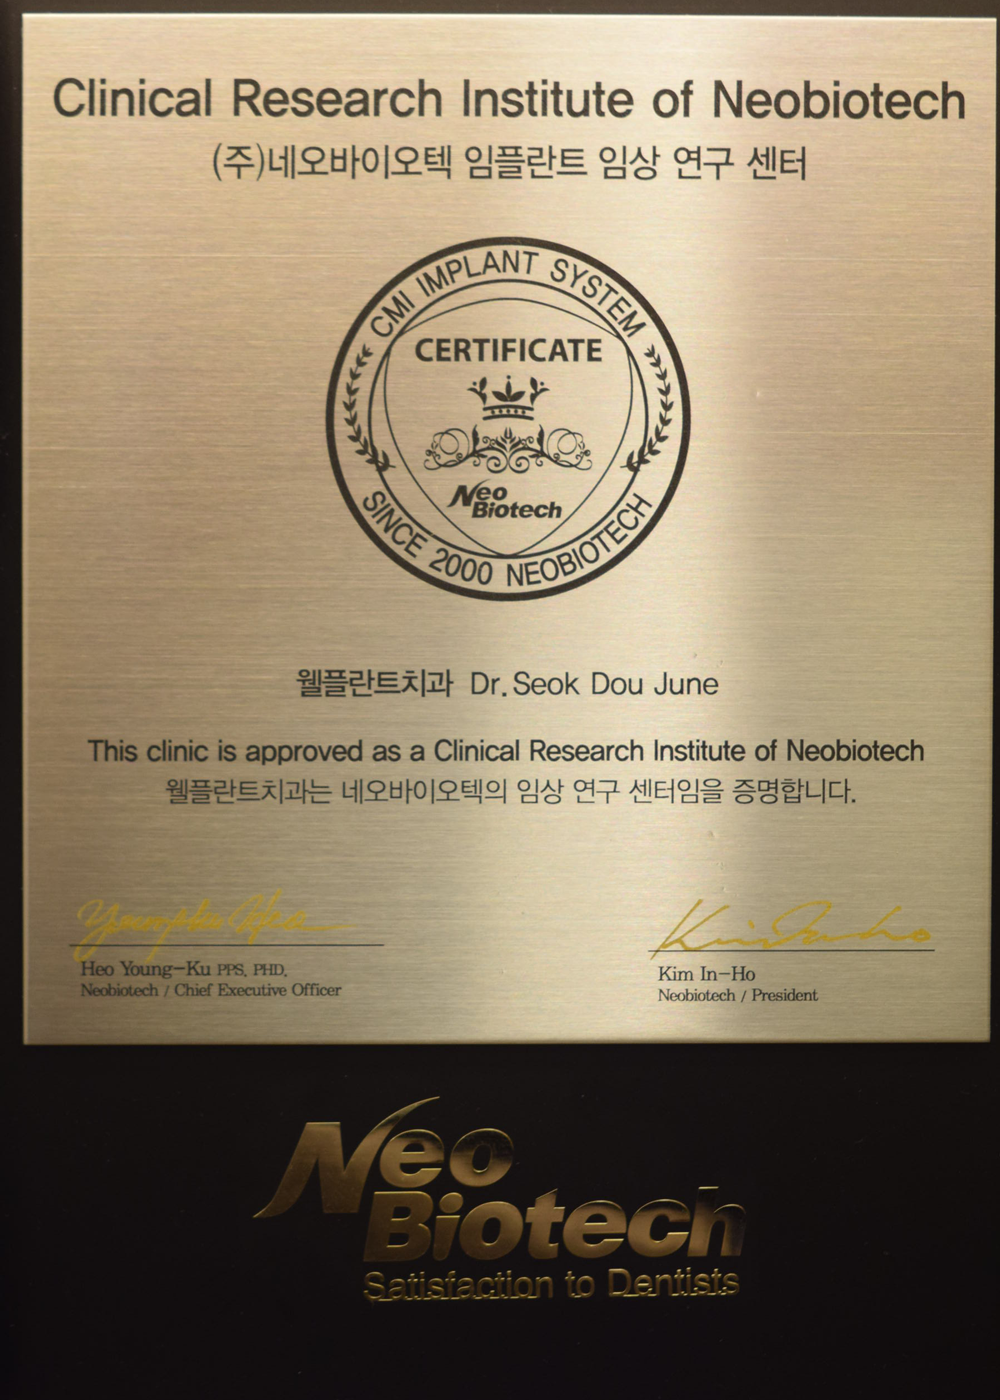 Clinical Research Institute of Neobiotech
(주)네오바이오텍 임플란트 임상 연구 센터
CMI IMPLANT SYSTEM
CERTIFICATE
Neo
Biotech
SINCE 2000 NEOBIOTECH
웰플란트치과 Dr. Seok Dou June
This clinic is approved as a Clinical Research Institute of Neobiotech
웰플란트치과는 네오바이오텍의 임상 연구 센터임을 증명합니다.
Heo Young-Ku PPS, PHD,
Neobiotech / Chief Executive Officer
Kim In-Ho
Kim In-Ho
Neobiotech / President
Neo
Biotech
Satisfaction to Dentists